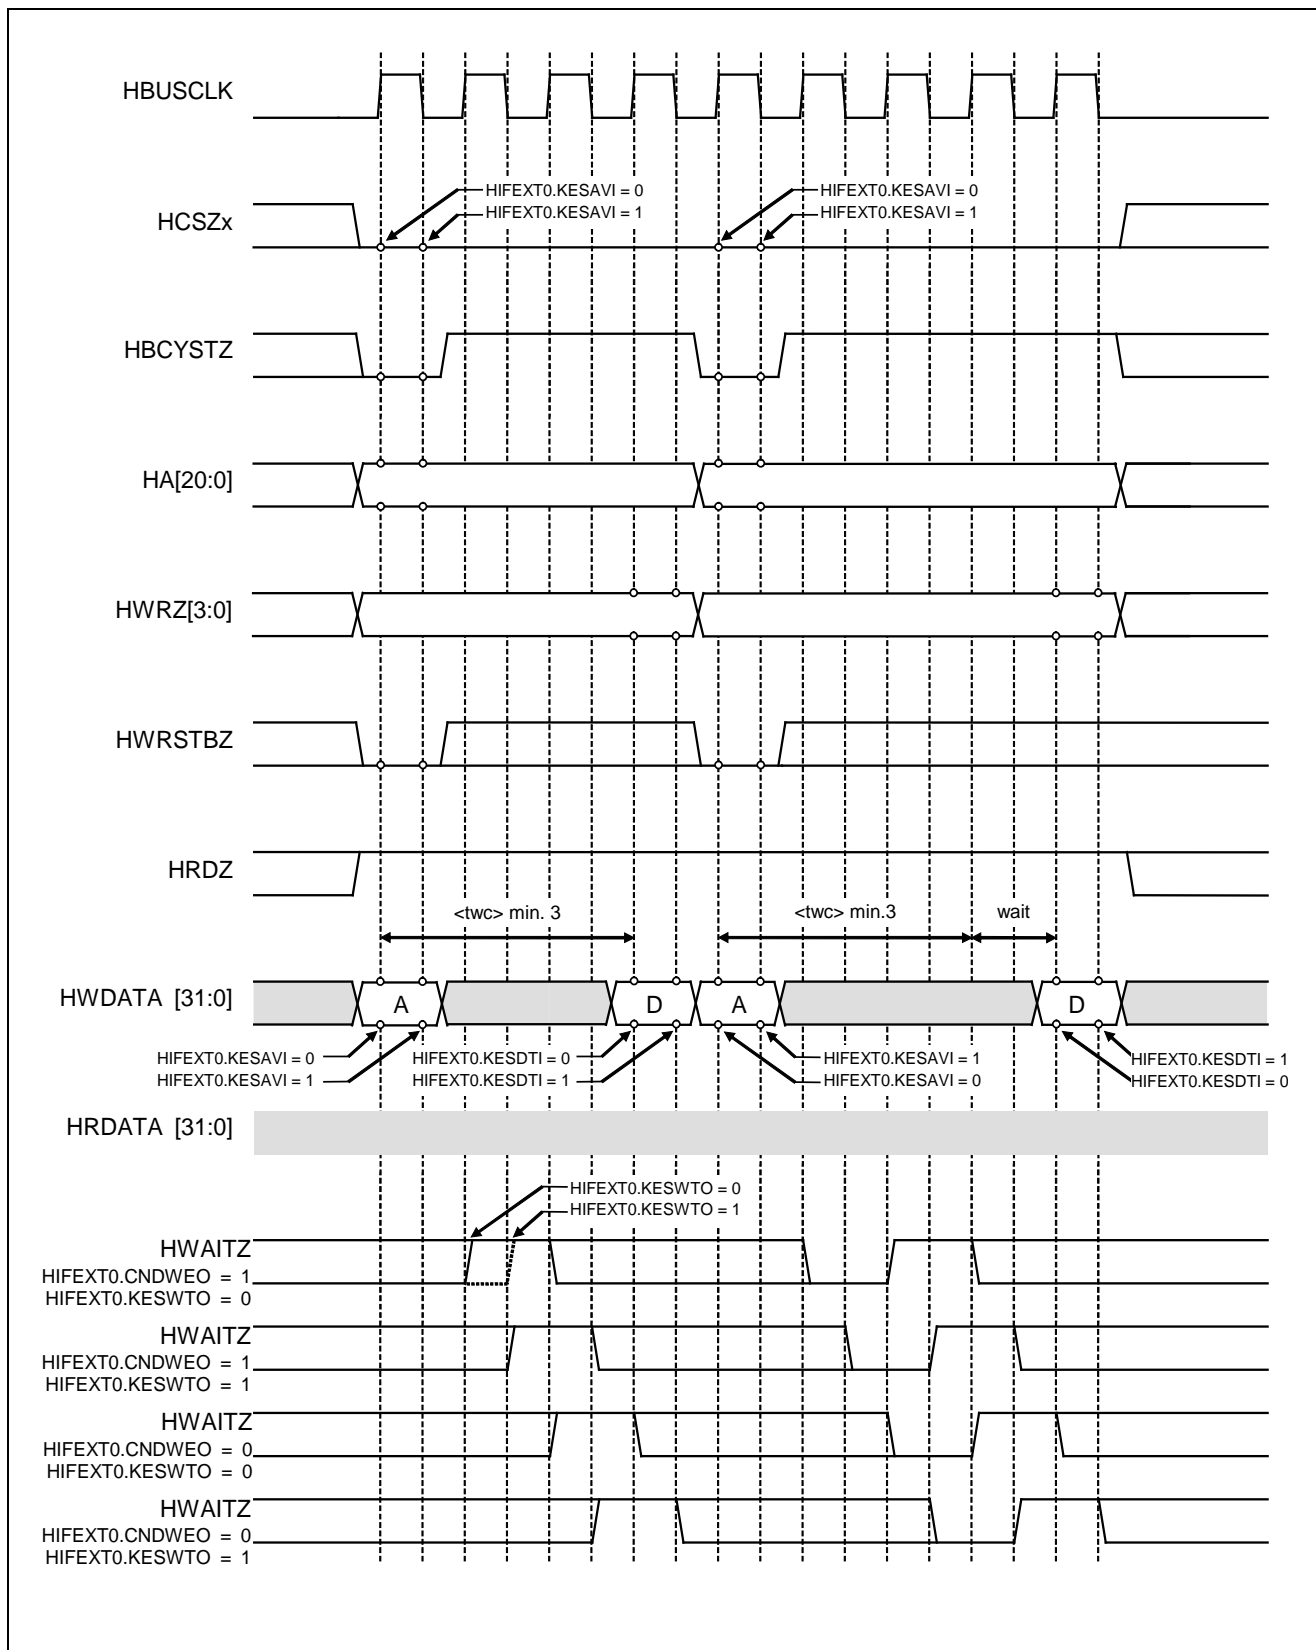 HBUSCLK
HIFEXT0.KESAVI = 0
HIFEXT0.KESAVI = 0
HCSZx
HIFEXT0.KESAVI = 1
HIFEXT0.KESAVI = 1
HBCYSTZ
HA[20:0]
HWRZ[3:0]
HWRSTBZ
HRDZ
<twc> min. 3
<twc> min.3
wait
HWDATA [31:0]
A
D
A
D
HIFEXT0.KESAVI = 0
HIFEXT0.KESDTI = 0
HIFEXT0.KESAVI = 1
HIFEXT0.KESDTI = 1
HIFEXT0.KESAVI = 1
HIFEXT0.KESDTI = 1
HIFEXT0.KESAVI = 0
HIFEXT0.KESDTI = 0
HRDATA [31:0]
HIFEXT0.KESWTO = 0
HIFEXT0.KESWTO = 1
HWAITZ
HIFEXT0.CNDWEO = 1
HIFEXT0.KESWTO = 0
HWAITZ
HIFEXT0.CNDWEO = 1
HIFEXT0.KESWTO = 1
HWAITZ
HIFEXT0.CNDWEO = 0
HIFEXT0.KESWTO = 0
HWAITZ
HIFEXT0.CNDWEO = 0
HIFEXT0.KESWTO = 1